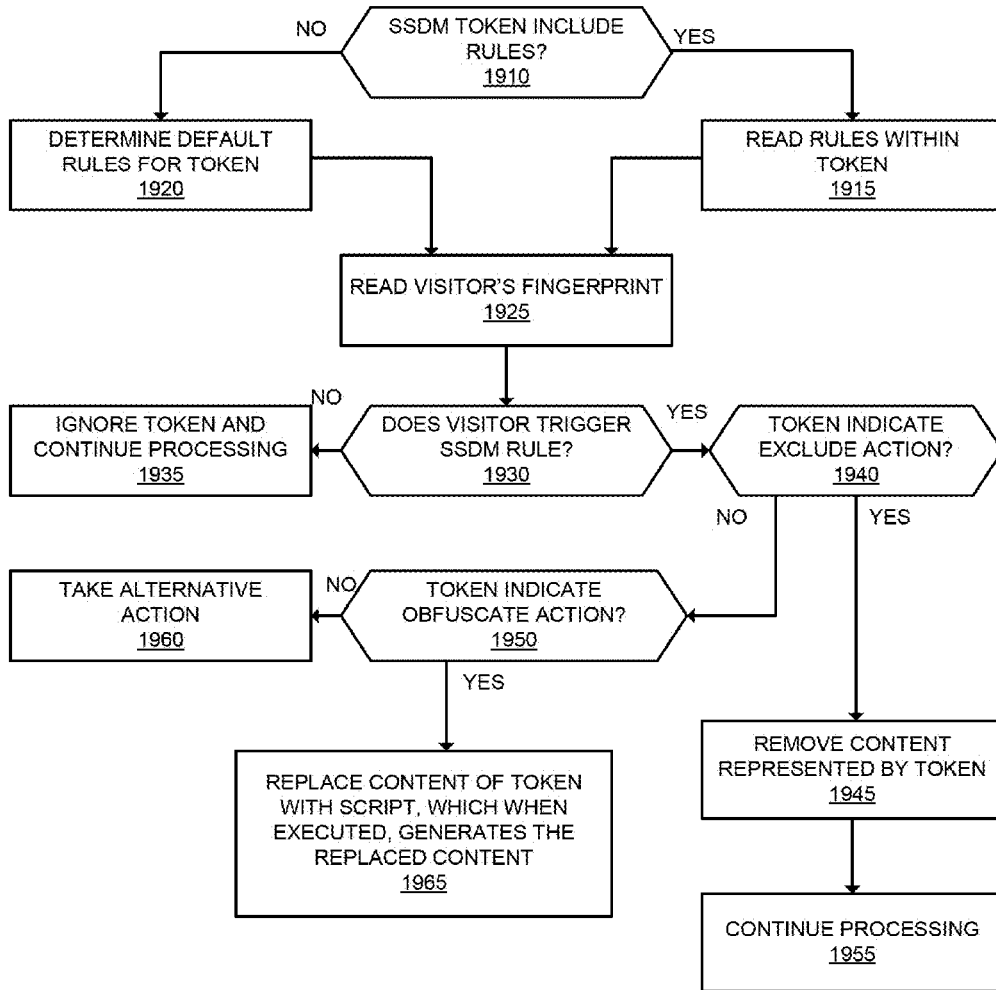 NO
SSDM TOKEN INCLUDE
RULES?
1910
YES
DETERMINE DEFAULT
RULES FOR TOKEN
1920
READ RULES WITHIN
TOKEN
1915
READ VISITOR'S FINGERPRINT
1925
NO
IGNORE TOKEN AND
CONTINUE PROCESSING
1935
DOES VISITOR TRIGGER
SSDM RULE?
1930
YES
TOKEN INDICATE
EXCLUDE ACTION?
1940
NO
YES
TAKE ALTERNATIVE
ACTION
1960
NO
TOKEN INDICATE
OBFUSCATE ACTION?
1950
YES
REPLACE CONTENT OF TOKEN
WITH SCRIPT, WHICH WHEN
EXECUTED, GENERATES THE
REPLACED CONTENT
1965
REMOVE CONTENT
REPRESENTED BY TOKEN
1945
CONTINUE PROCESSING
1955